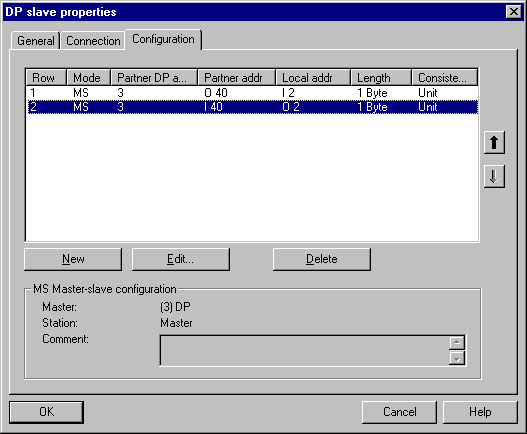 DP slave properties
General Connection Configuration
Row Mode Partner DP a... Partner addr Local addr Length Consiste...
1 MS 3 O 40 I 2 1 Byte Unit
2 MS 3 I 40 O 2 1 Byte Unit
New Edit... Delete
MS Master-slave configuration
Master: (3) DP
Station: Master
Comment:
OK Cancel Help